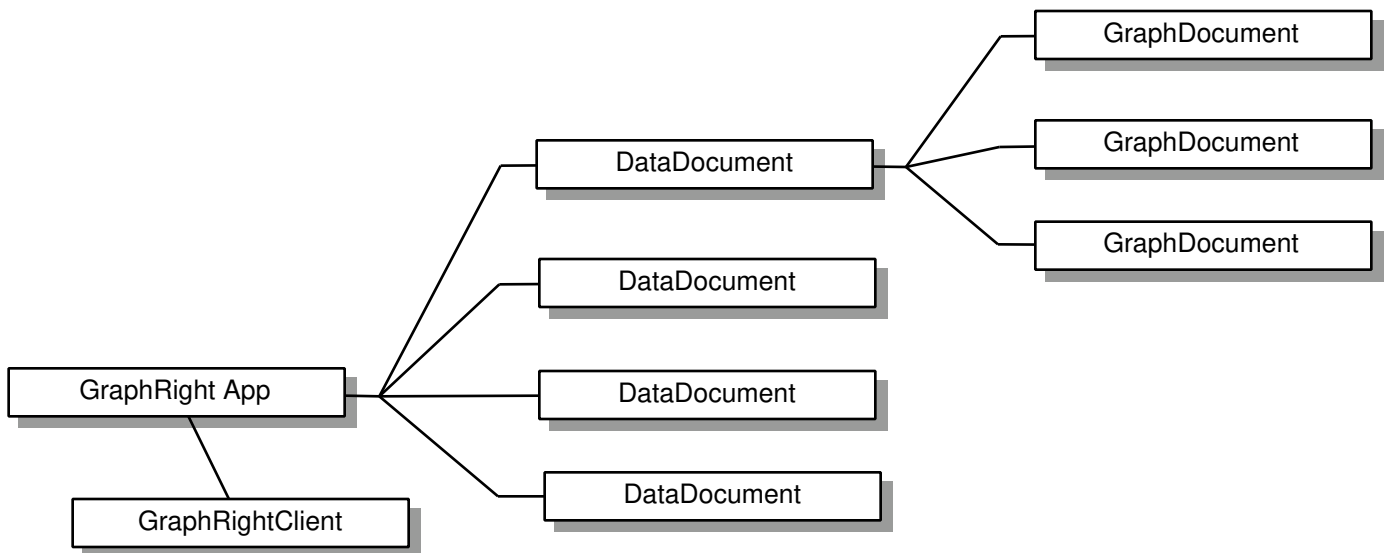 GraphDocument
GraphDocument
DataDocument
GraphDocument
DataDocument
GraphRight App
DataDocument
DataDocument
GraphRightClient